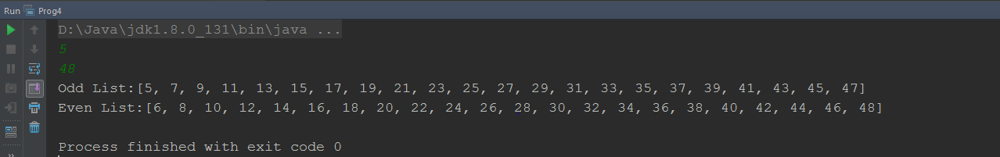 Run Prog4
D:\Java\jdk1.8.0_131\bin\java ...
5
48
Odd List:[5, 7, 9, 11, 13, 15, 17, 19, 21, 23, 25, 27, 29, 31, 33, 35, 37, 39, 41, 43, 45, 47]
Even List:[6, 8, 10, 12, 14, 16, 18, 20, 22, 24, 26, 28, 30, 32, 34, 36, 38, 40, 42, 44, 46, 48]
Process finished with exit code 0